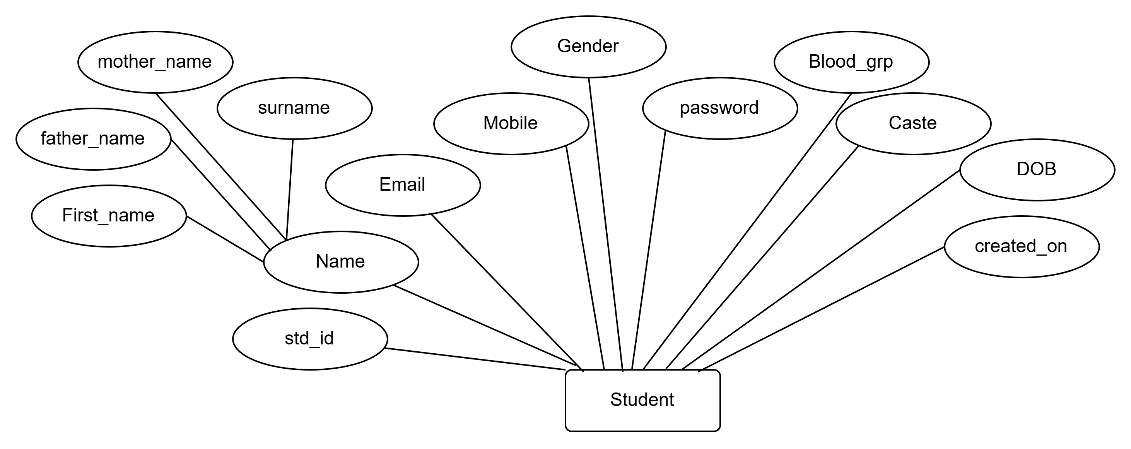 Gender
mother_name
Blood_grp
surname
password
Mobile
Caste
father_name
DOB
Email
First_name
created_on
Name
std_id
Student